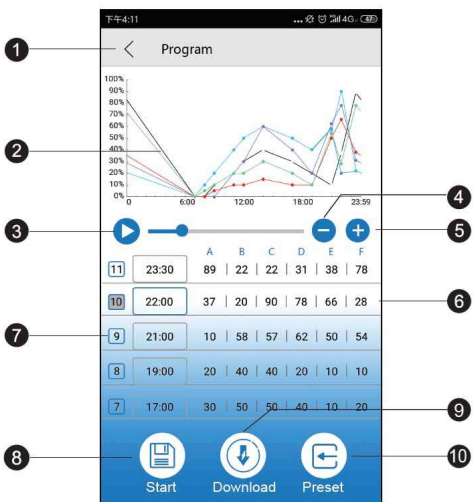 下午4:11 ... 4G 47
1 Program
100%
90%
80%
70%
60%
2 50%
40%
30%
20%
10%
0%
0 6:00 12:00 18:00 23:59
4
3 5
A B C D E F
11 23:30 89 | 22 | 22 | 31 | 38 | 78
10 22:00 37 | 20 | 90 | 78 | 66 | 28 6
7 9 21:00 10 | 58 | 57 | 62 | 50 | 54
8 19:00 20 | 40 | 40 | 20 | 10 | 10
7 17:00 30 | 50 | 50 | 40 | 10 | 20
9
8 10
Start Download Preset